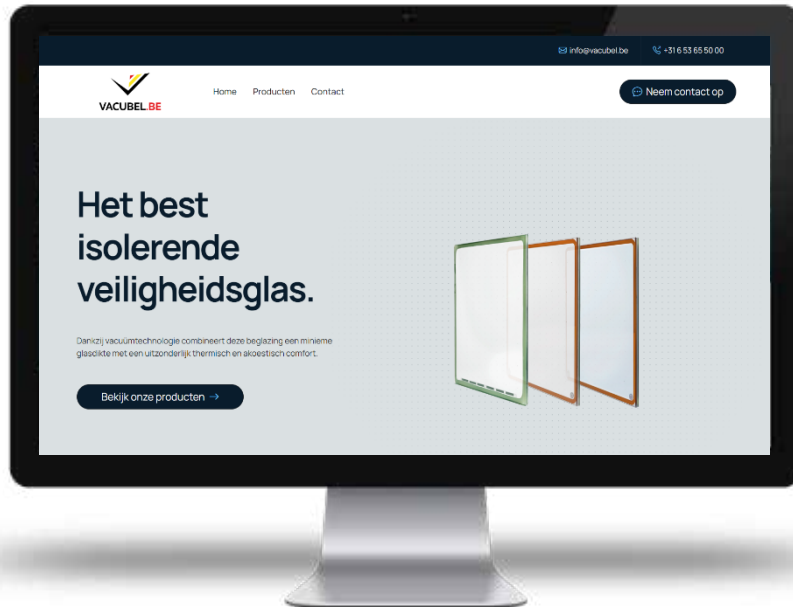 info@vacubel.be
+31 6 53 65 50 00
VACUBEL.BE
Home
Producten
Contact
Neem contact op
Het best
isolerende
veiligheidsglas.
Dankzij vacuümtechnologie combineert deze beglazing een minieme
glasdikte met een uitzonderlijk thermisch en akoestisch comfort.
Bekijk onze producten →